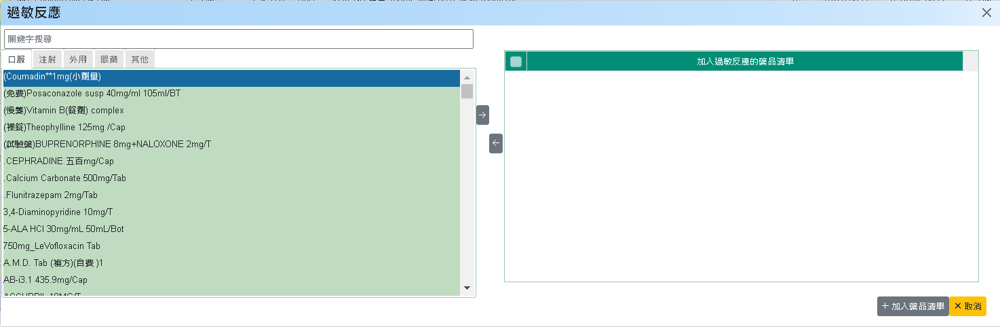 過敏反應
關鍵字搜尋
口服 注射 外用 眼藥 其他
(Coumadin**1mg(小劑量)
(免費)Posaconazole susp 40mg/ml 105ml/BT
(慢箋)Vitamin B(錠劑) complex
(裸錠)Theophylline 125mg /Cap
(試驗藥)BUPRENORPHINE 8mg+NALOXONE 2mg/T
.CEPHRADINE 五百mg/Cap
.Calcium Carbonate 500mg/Tab
.Flunitrazepam 2mg/Tab
3,4-Diaminopyridine 10mg/T
5-ALA HCl 30mg/mL 50mL/Bot
750mg_LeVofloxacin Tab
A.M.D. Tab (複方)(自費 )1
AB-i3.1 435.9mg/Cap
加入過敏反應的藥品清單
加入藥品清單
取消